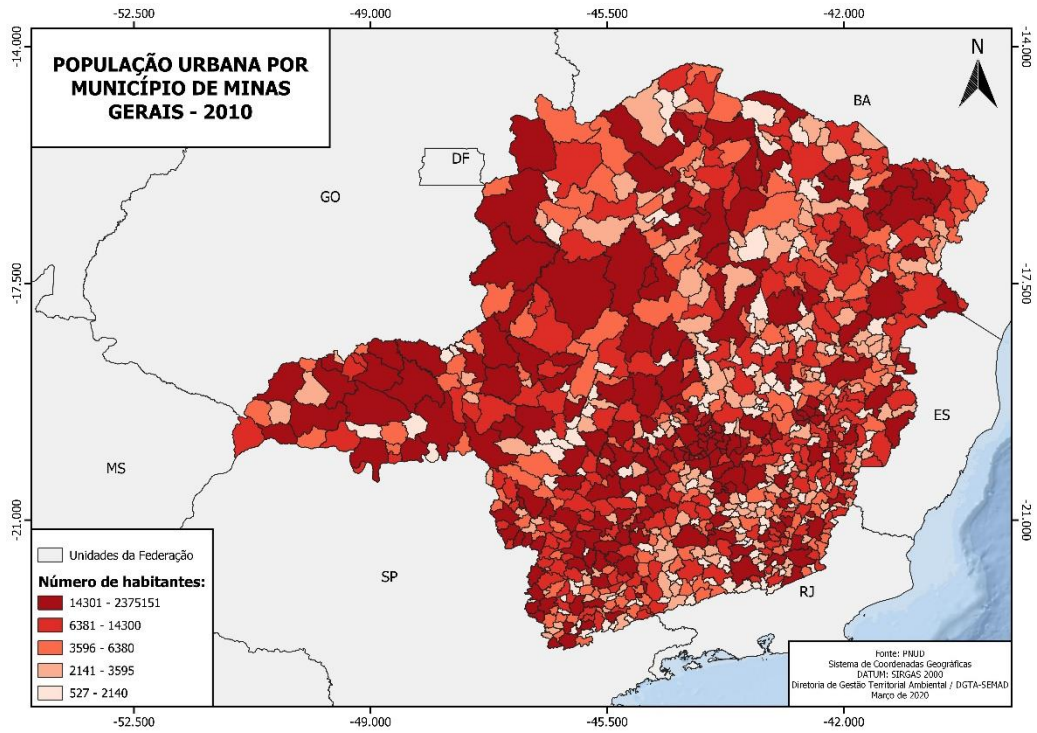 -52.500
-49.000
-45.500
-42.000
-14.000
-14.000
POPULAÇÃO URBANA POR
MUNICÍPIO DE MINAS
GERAIS - 2010
N
BA
DF
GO
-17.500
-17.500
ES
MS
-21.000
-21.000
SP
RJ
Unidades da Federação
Número de habitantes:
14301 - 2375151
6381 - 14300
3596 - 6380
2141 - 3595
527 - 2140
Fonte: PNUD
Sistema de Coordenadas Geográficas
DATUM: SIRGAS 2000
Diretoria de Gestão Territorial Ambiental / DGTA-SEMAD
Março de 2020
-52.500
-49.000
-45.500
-42.000